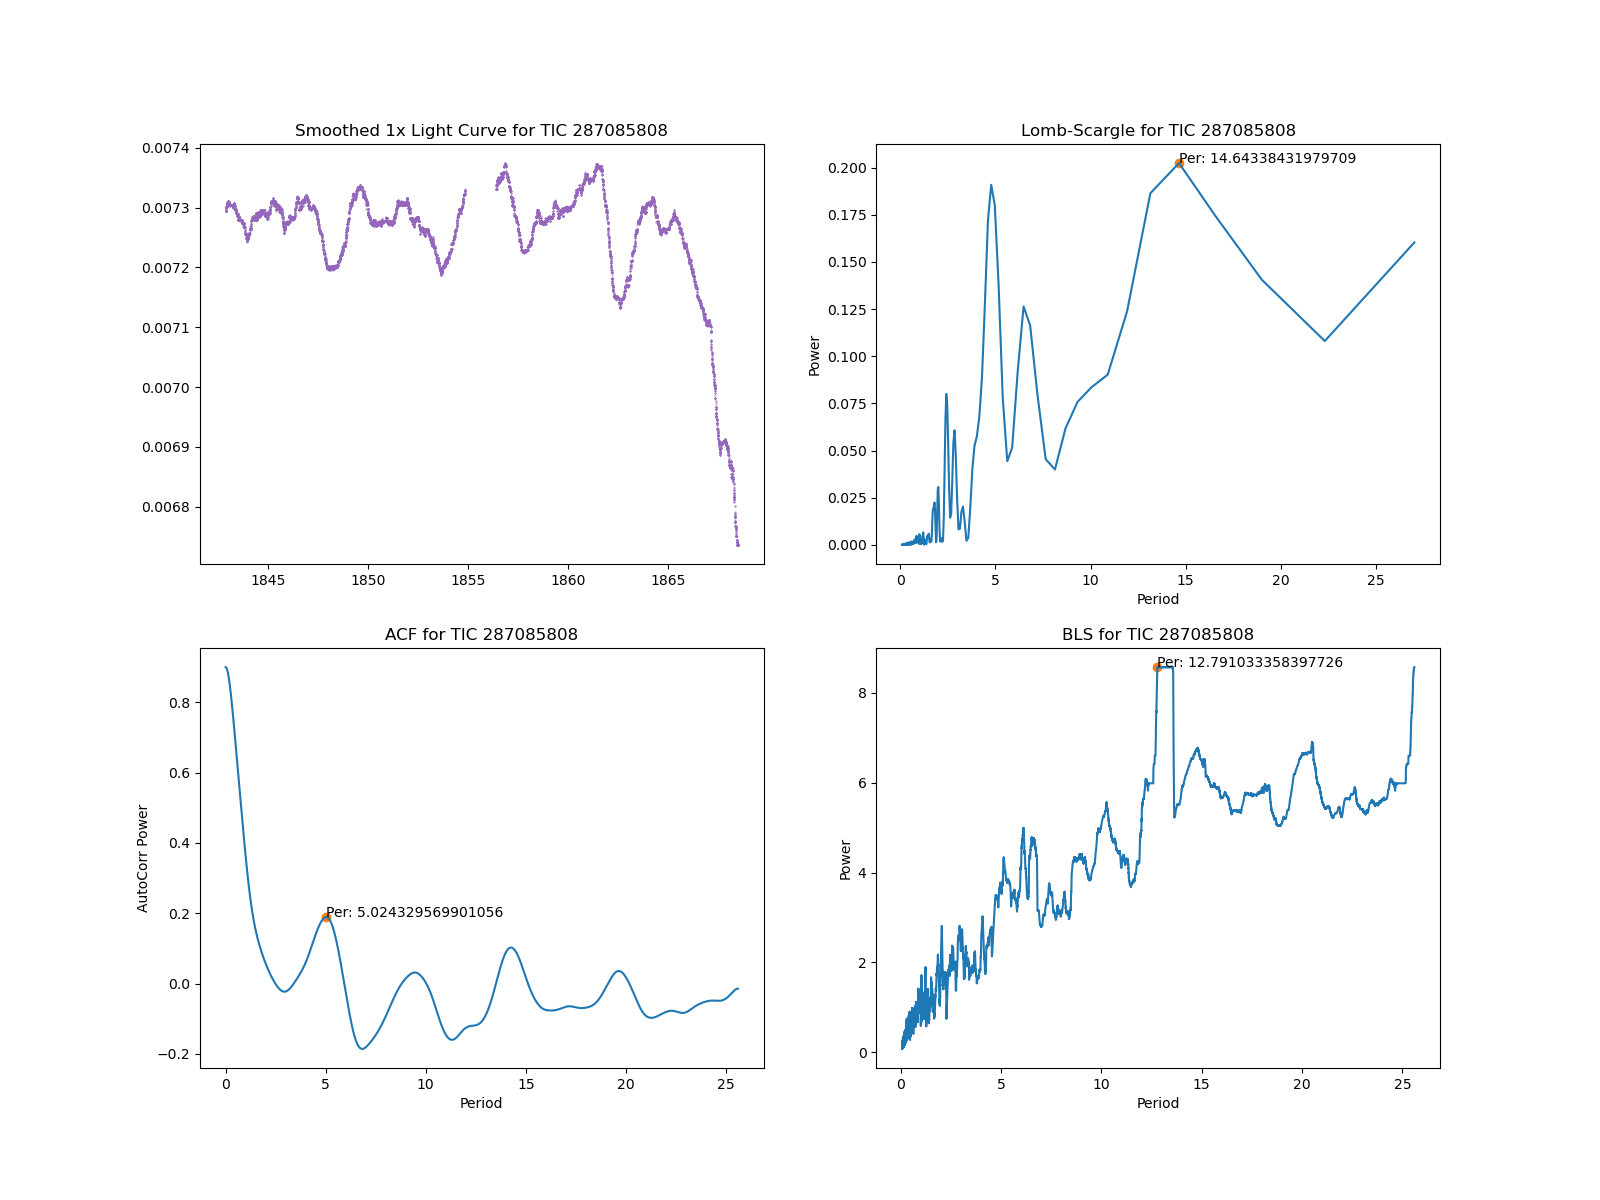 Smoothed 1x Light Curve for TIC 287085808
0.0074
0.0073
0.0072
0.0071
0.0070
0.0069
0.0068
1845 1850 1855 1860 1865
Lomb-Scargle for TIC 287085808
Per: 14.64338431979709
Power
0.200
0.175
0.150
0.125
0.100
0.075
0.050
0.025
0.000
0 5 10 15 20 25
Period
ACF for TIC 287085808
Per: 5.024329569901056
AutoCorr Power
0.8
0.6
0.4
0.2
0.0
−0.2
0 5 10 15 20 25
Period
BLS for TIC 287085808
Per: 12.791033358397726
Power
8
6
4
2
0
0 5 10 15 20 25
Period